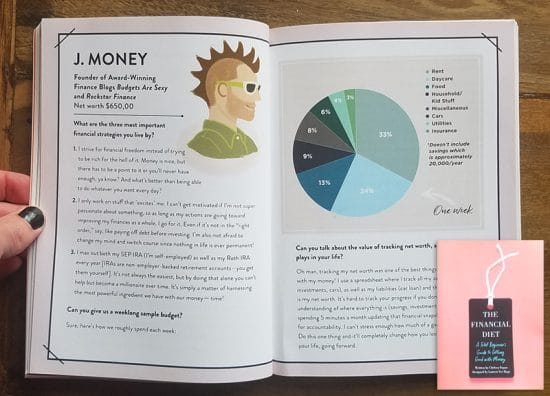 J. MONEY
Founder of Award-Winning
Finance Blogs Budgets Are Sexy
and Rockstar Finance
Net worth $650,00
What are the three most important
financial strategies you live by?
1. I strive for financial freedom instead of trying
to be rich for the hell of it. Money is nice, but
there has to be a point to it or you'll never have
enough, ya know? And what's better than being able
to do whatever you want every day?
2. I only work on stuff that "excites" me. I can't get motivated if I'm not super
passionate about something, so as long as my actions are going toward
improving my finances as a whole, I go for it. Even if it's not in the "right
order," say, like paying off debt before investing. I'm also not afraid to
change my mind and switch course since nothing in life is ever permanent!
3. I max out both my SEP IRA (I'm self-employed) as well as my Roth IRA
every year [IRAs are non-employer-backed retirement accounts—you get
them yourself]. It's not always the easiest, but by doing that alone you can't
help but become a millionaire over time. It's simply a matter of harnessing
the most powerful ingredient we have with our money—time!
Can you give us a weeklong sample budget?
Sure, here's how we roughly spend each week:
33%
24%
13%
9%
8%
6%
4%
3%
Rent
Daycare
Food
Household/
Kid Stuff
Miscellaneous
Cars
Utilities
Insurance
*Doesn't include
savings which is
approximately
20,000/year
One week
Can you talk about the value of tracking net worth,
plays in your life?
Oh man, tracking my net worth was one of the best things
with my money! I use a spreadsheet where I track all my
investments, cars), as well as my liabilities (car loan) and
is my net worth. It's hard to track your progress if you don
understanding of where everything is (savings, investment
spending 5 minutes a month updating that financial snaps
for accountability. I can't stress enough how much of a ga
Do this one thing and it'll completely change how you
your life, going forward.
THE
FINANCIAL
DIET
A Total Beginner's
Guide to Getting
Good with Money
Written by Chelsea Fagan
Designed by Lauren Ver Hage